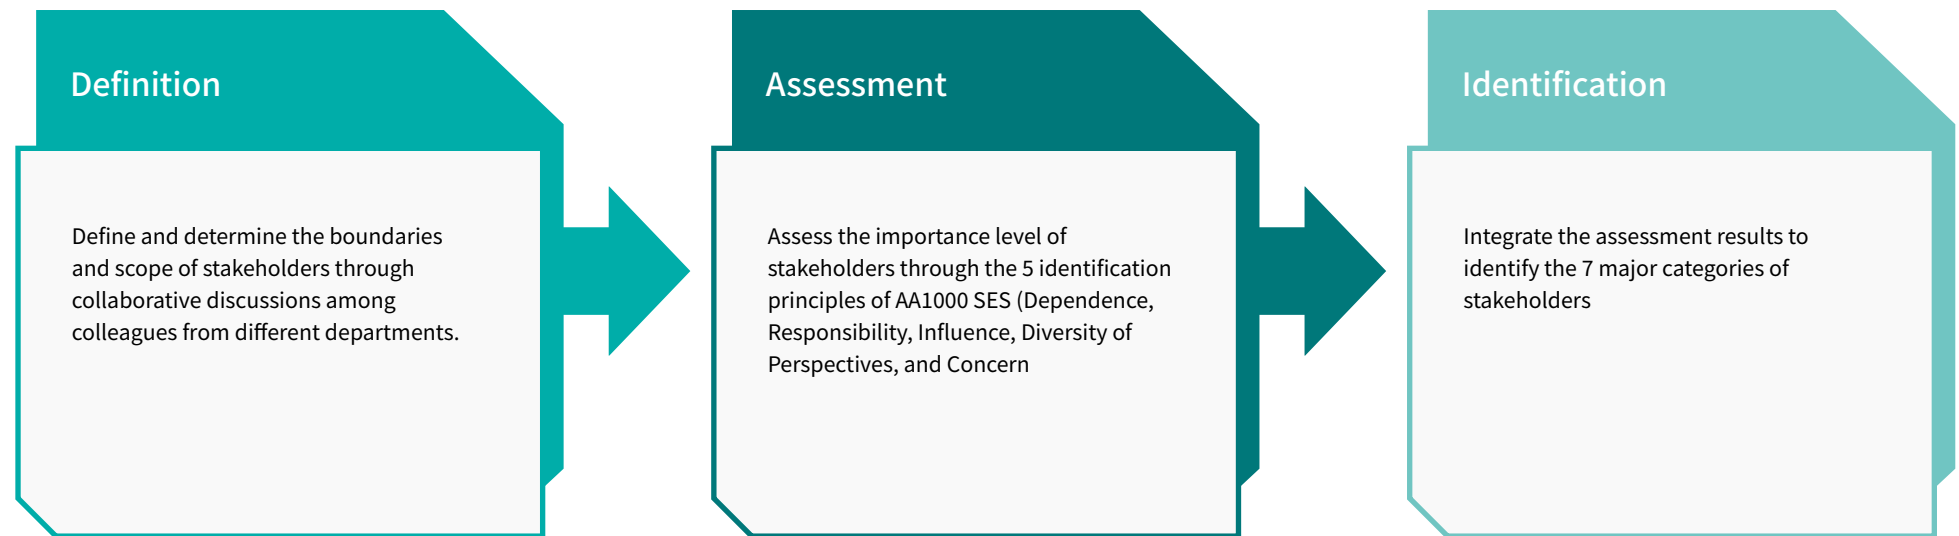 Definition
Define and determine the boundaries
and scope of stakeholders through
collaborative discussions among
colleagues from different departments.
Assessment
Assess the importance level of
stakeholders through the 5 identification
principles of AA1000 SES (Dependence,
Responsibility, Influence, Diversity of
Perspectives, and Concern
Identification
Integrate the assessment results to
identify the 7 major categories of
stakeholders